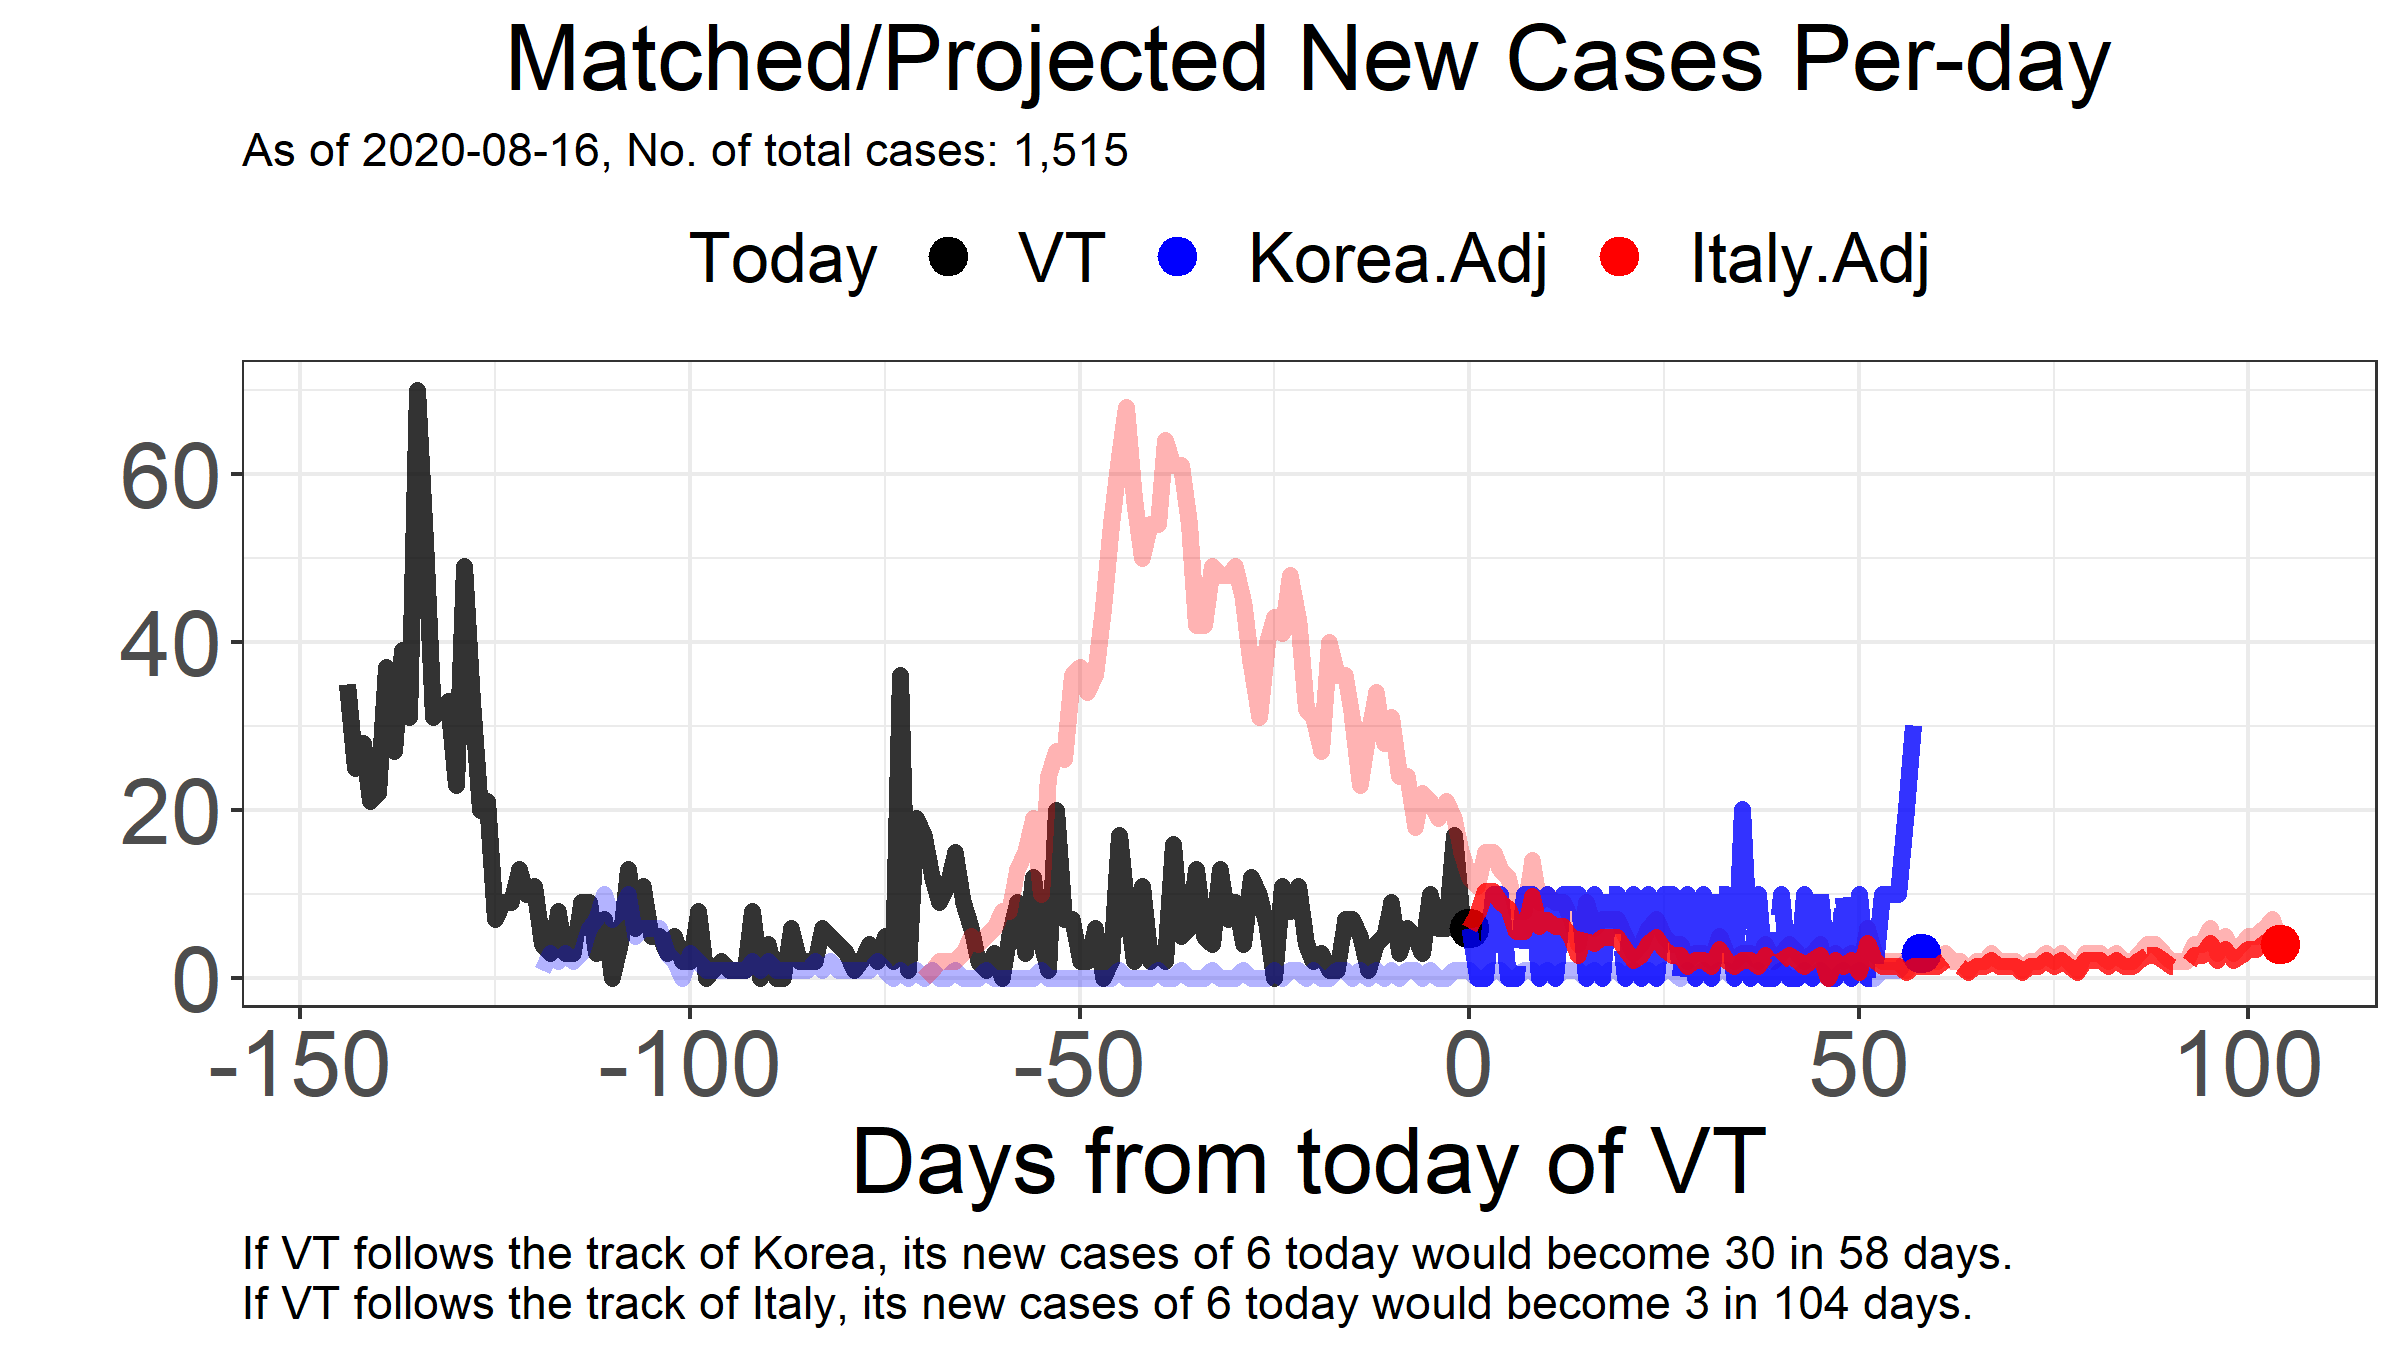 Matched/Projected New Cases Per-day
As of 2020-08-16, No. of total cases: 1,515
Today VT Korea.Adj Italy.Adj
60
40
20
0
-150 -100 -50 0 50 100
Days from today of VT
If VT follows the track of Korea, its new cases of 6 today would become 30 in 58 days.
If VT follows the track of Italy, its new cases of 6 today would become 3 in 104 days.